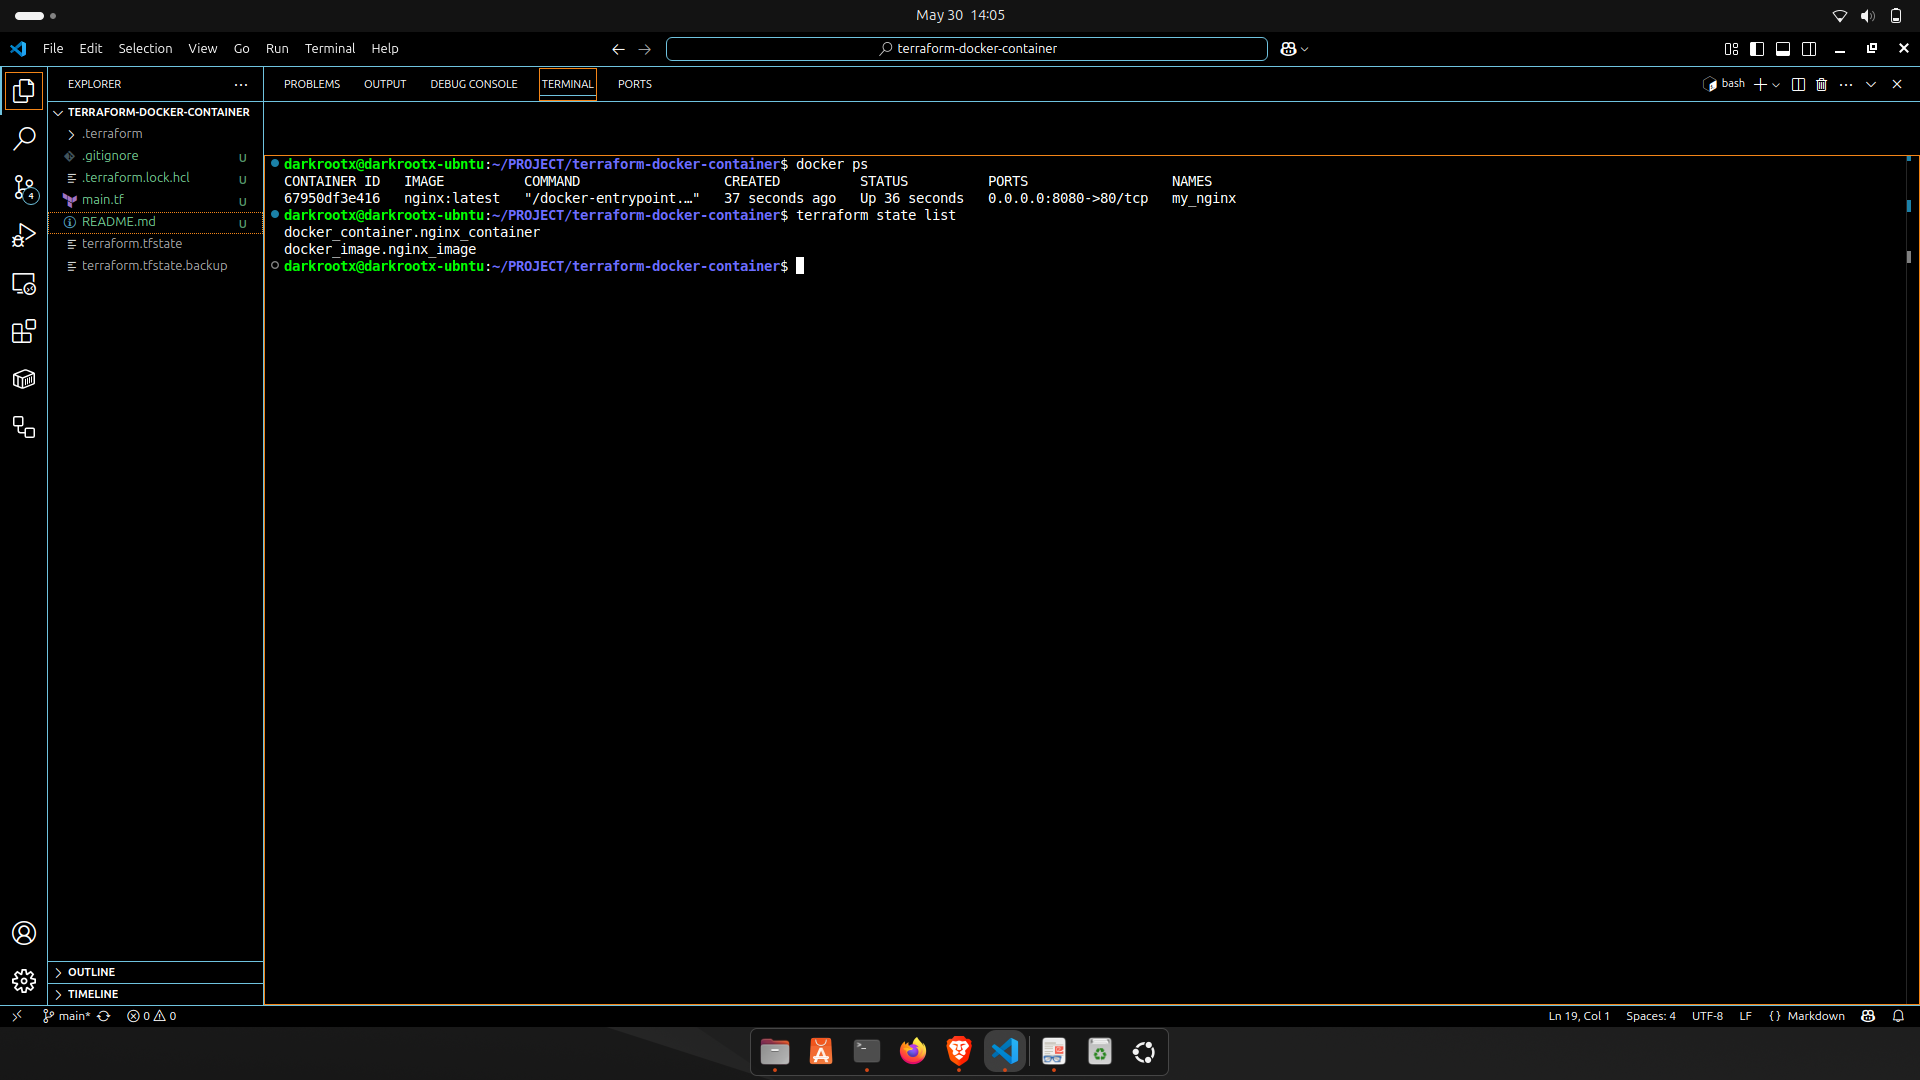 May 30 14:05
File Edit Selection View Go Run Terminal Help
terraform-docker-container
EXPLORER
PROBLEMS OUTPUT DEBUG CONSOLE TERMINAL PORTS
bash
TERRAFORM-DOCKER-CONTAINER
.terraform
.gitignore U
.terraform.lock.hcl U
main.tf U
README.md U
terraform.tfstate
terraform.tfstate.backup
4
OUTLINE
TIMELINE
darkrootx@darkrootx-ubntu:~/PROJECT/terraform-docker-container$ docker ps
CONTAINER ID IMAGE COMMAND CREATED STATUS PORTS NAMES
67950df3e416 nginx:latest "/docker-entrypoint.…" 37 seconds ago Up 36 seconds 0.0.0.0:8080->80/tcp my_nginx
darkrootx@darkrootx-ubntu:~/PROJECT/terraform-docker-container$ terraform state list
docker_container.nginx_container
docker_image.nginx_image
darkrootx@darkrootx-ubntu:~/PROJECT/terraform-docker-container$
main* 0 0
Ln 19, Col 1 Spaces: 4 UTF-8 LF {} Markdown